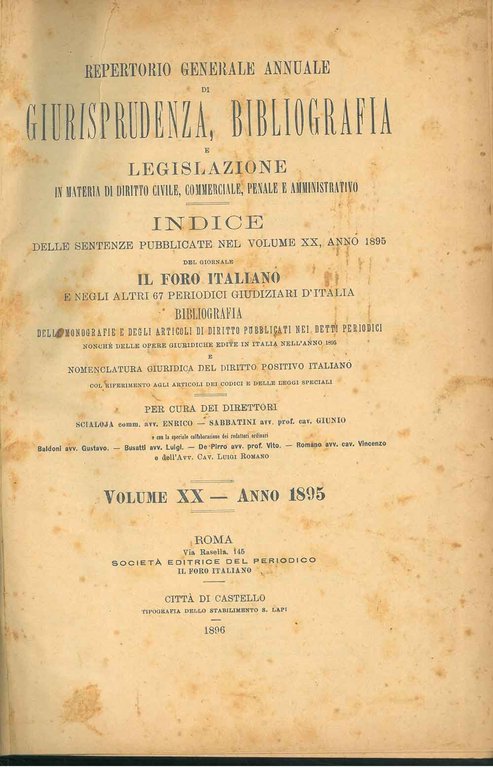 REPERTORIO GENERALE ANNUALE
DI
GIURISPRUDENZA, BIBLIOGRAFIA
E
LEGISLAZIONE
IN MATERIA DI DIRITTO CIVILE, COMMERCIALE, PENALE E AMMINISTRATIVO
INDICE
DELLE SENTENZE PUBBLICATE NEL VOLUME XX, ANNO 1895
DEL GIORNALE
IL FORO ITALIANO
E NEGLI ALTRI 67 PERIODICI GIUDIZIARI D'ITALIA
BIBLIOGRAFIA
DELLE MONOGRAFIE E DEGLI ARTICOLI DI DIRITTO PUBBLICATI NEI DETTI PERIODICI
NONCHÈ DELLE OPERE GIURIDICHE EDITE IN ITALIA NELL'ANNO 1895
E
NOMENCLATURA GIURIDICA DEL DIRITTO POSITIVO ITALIANO
COL RIFERIMENTO AGLI ARTICOLI DEI CODICI E DELLE LEGGI SPECIALI
PER CURA DEI DIRETTORI
SCIALOJA comm. avv. ENRICO — SABBATINI avv. prof. cav. GIUNIO
e con la speciale collaborazione dei redattori ordinari
Baldoni avv. Gustavo. — Busatti avv. Luigi. — De Pirro avv. prof. Vito. — Romano avv. cav. Vincenzo
e dell'Avv. Cav. Luigi Romano
VOLUME XX — ANNO 1895
ROMA
Via Rasella, 145
SOCIETÀ EDITRICE DEL PERIODICO
IL FORO ITALIANO
CITTÀ DI CASTELLO
TIPOGRAFIA DELLO STABILIMENTO S. LAPI
1896